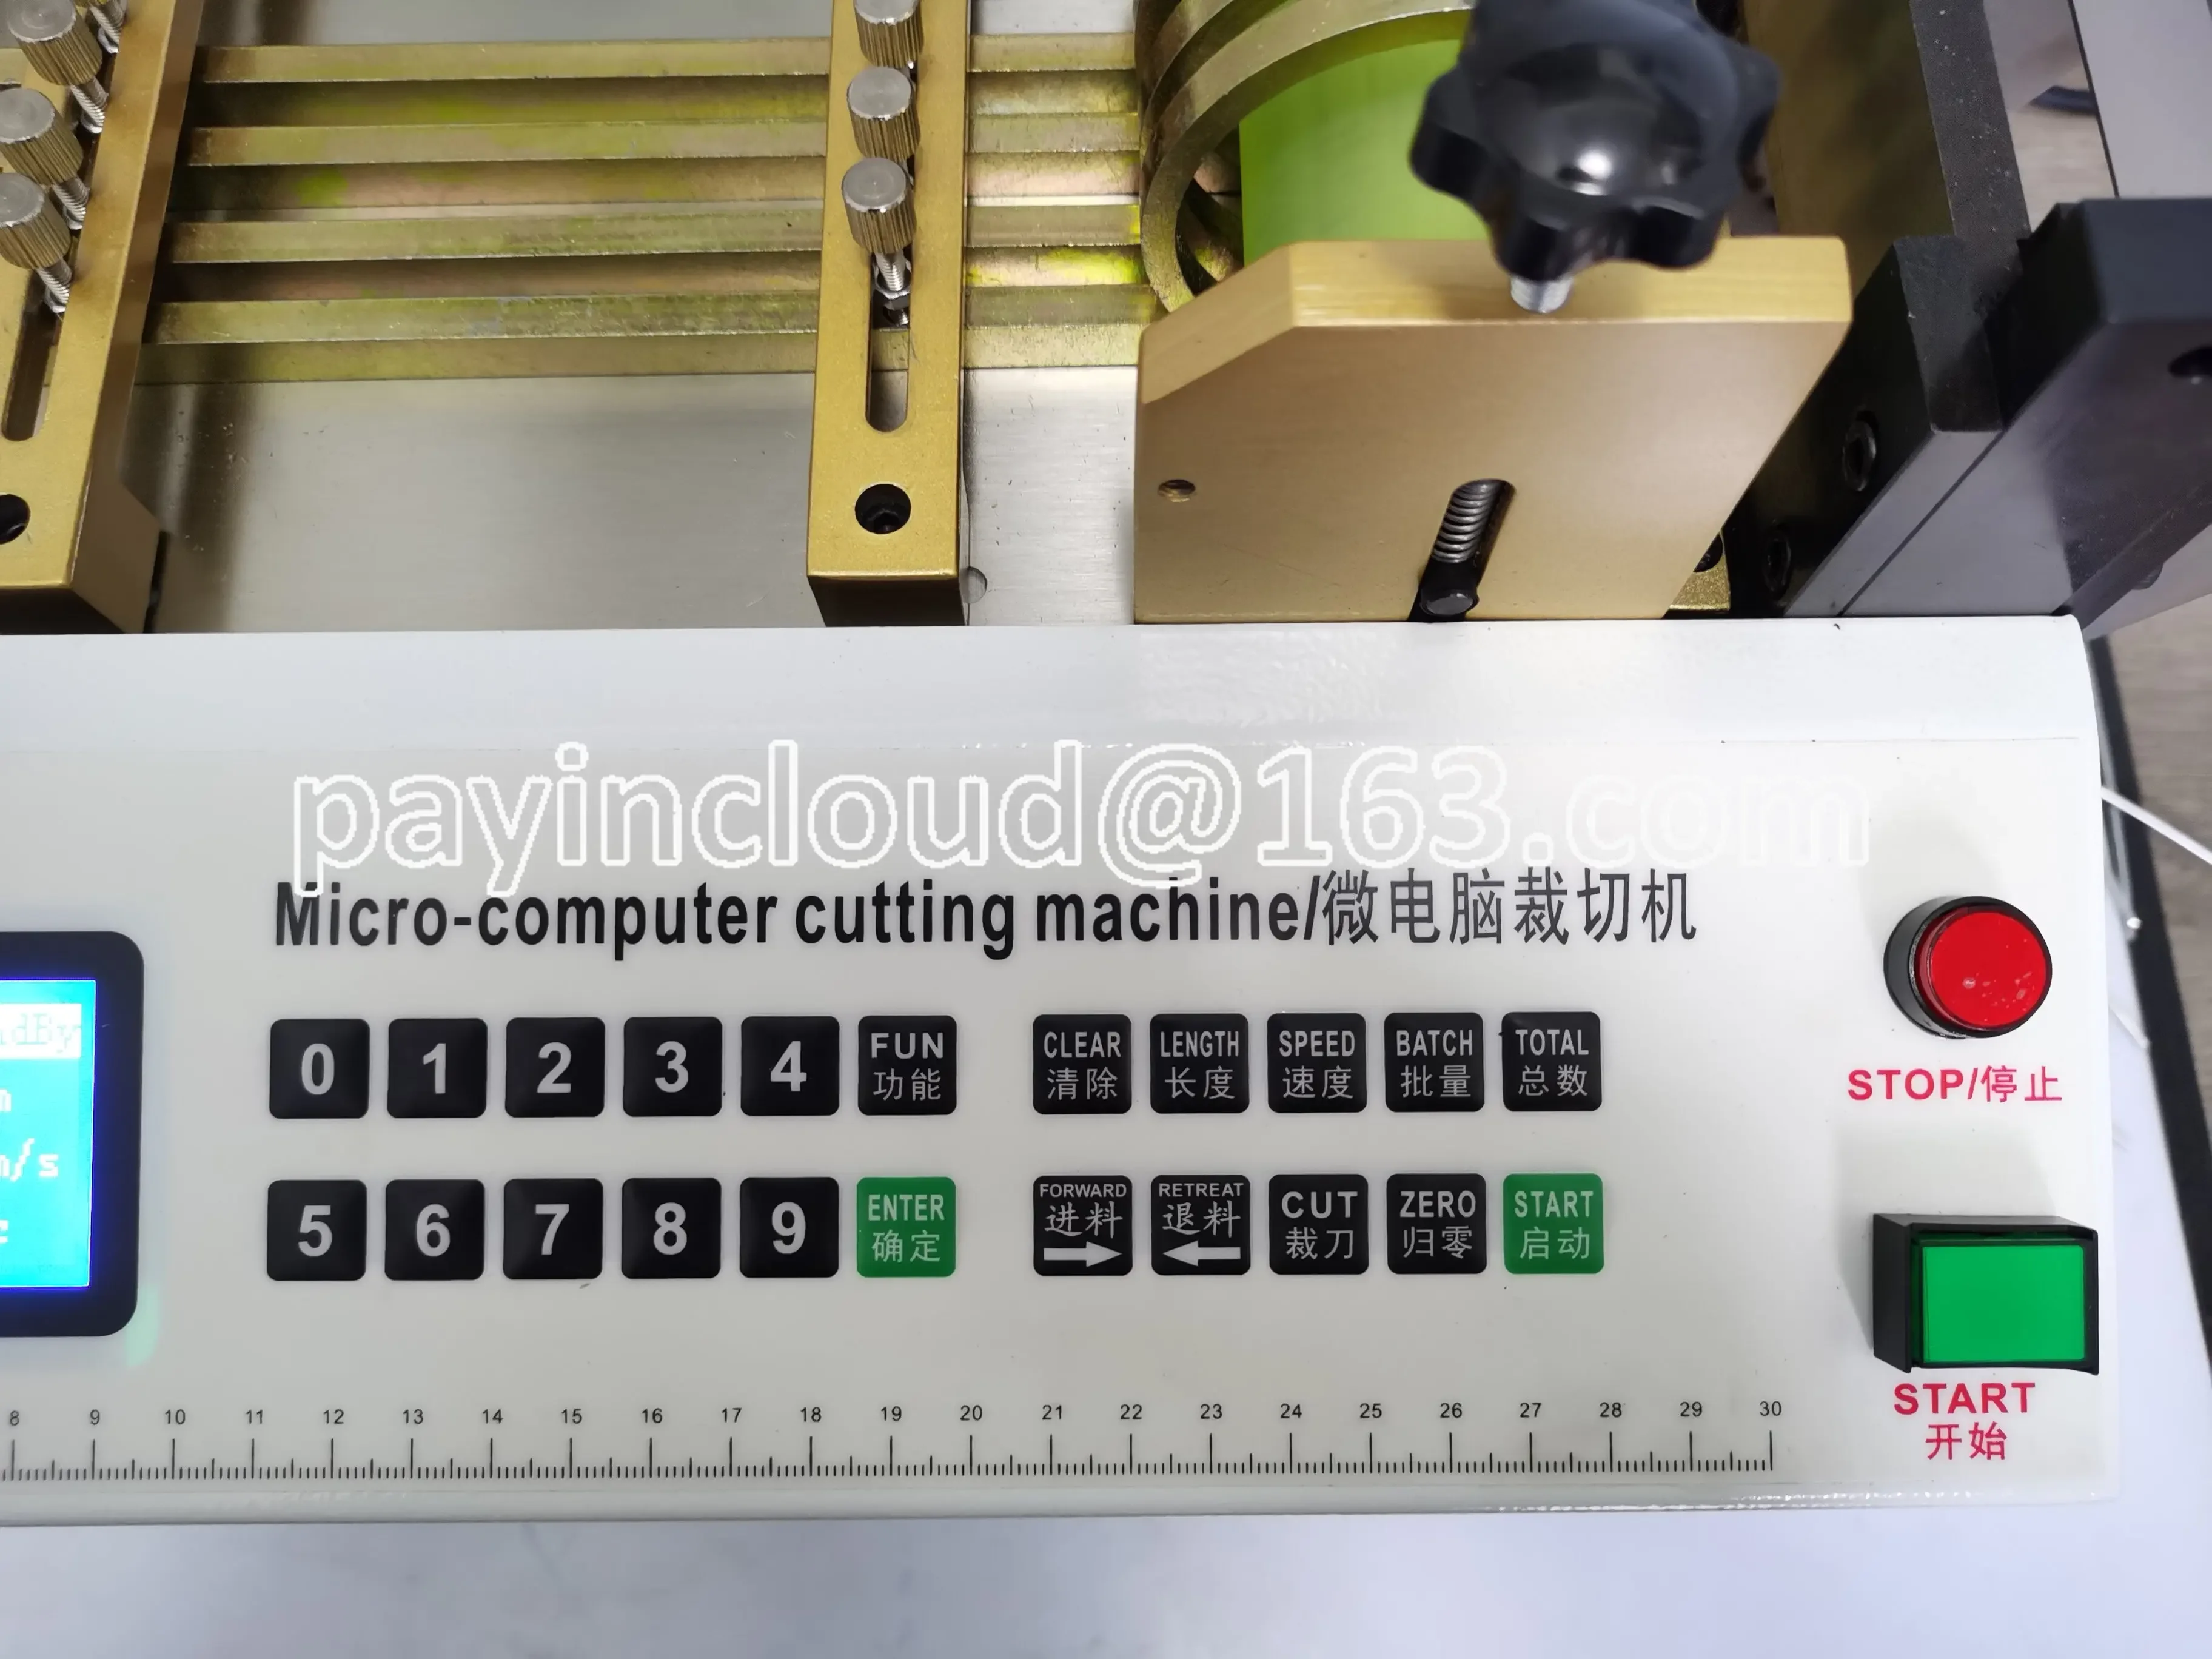 payincloud@163.com
Micro-computer cutting machine/微电脑裁切机
0 1 2 3 4 FUN 功能
CLEAR 清除 LENGTH 长度 SPEED 速度 BATCH 批量 TOTAL 总数
STOP/停止
5 6 7 8 9 ENTER 确定
FORWARD 进料 RETREAT 退料 CUT 裁刀 ZERO 归零 START 启动
START
开始
8 9 10 11 12 13 14 15 16 17 18 19 20 21 22 23 24 25 26 27 28 29 30